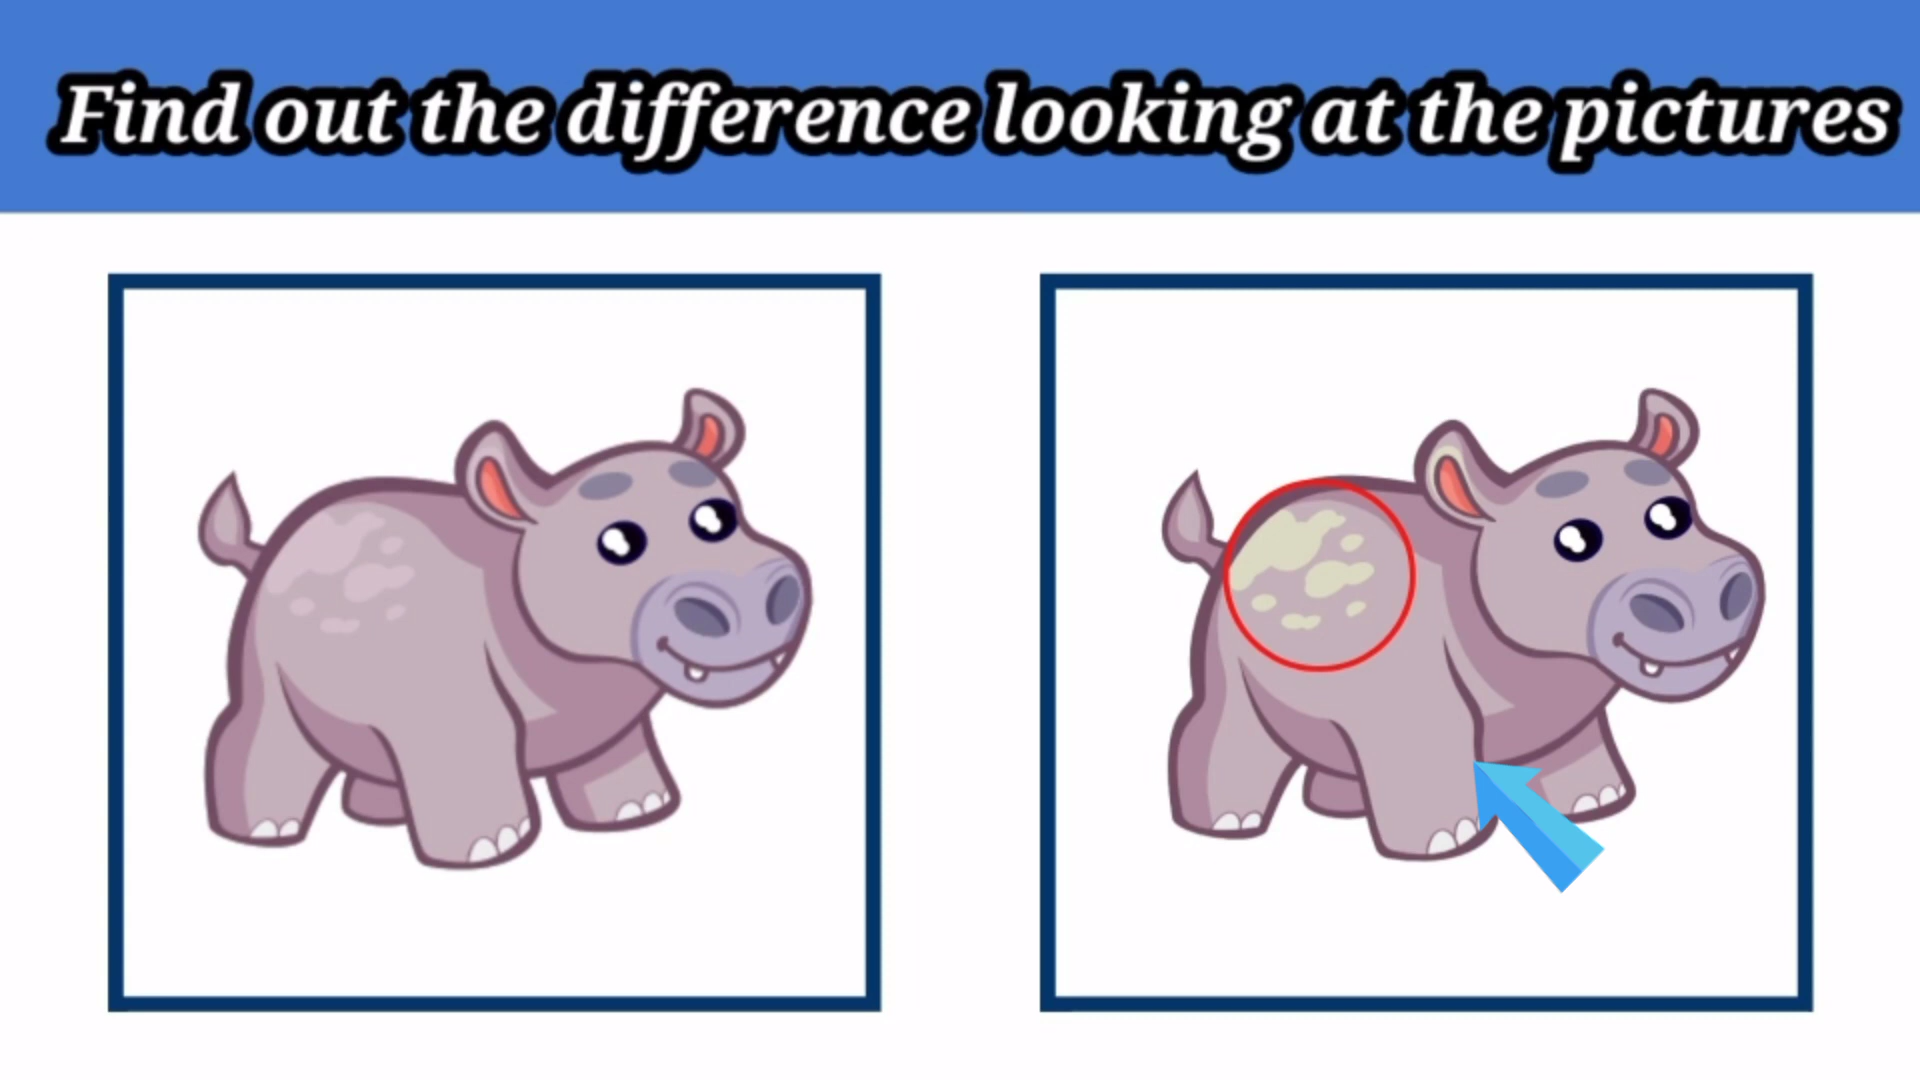 Find out the difference looking at the pictures